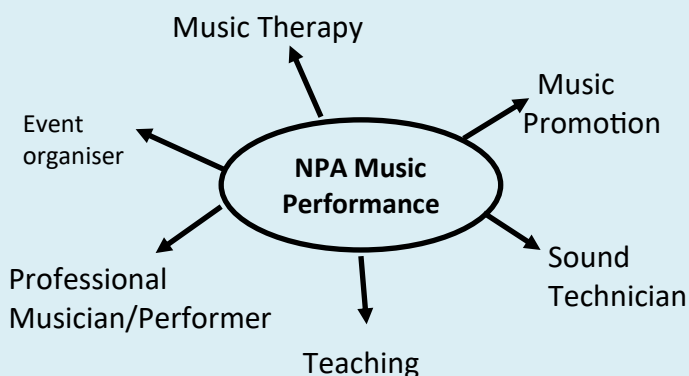 Music Therapy
Music
Promotion
Event
organiser
NPA Music
Performance
Professional
Musician/Performer
Sound
Technician
Teaching